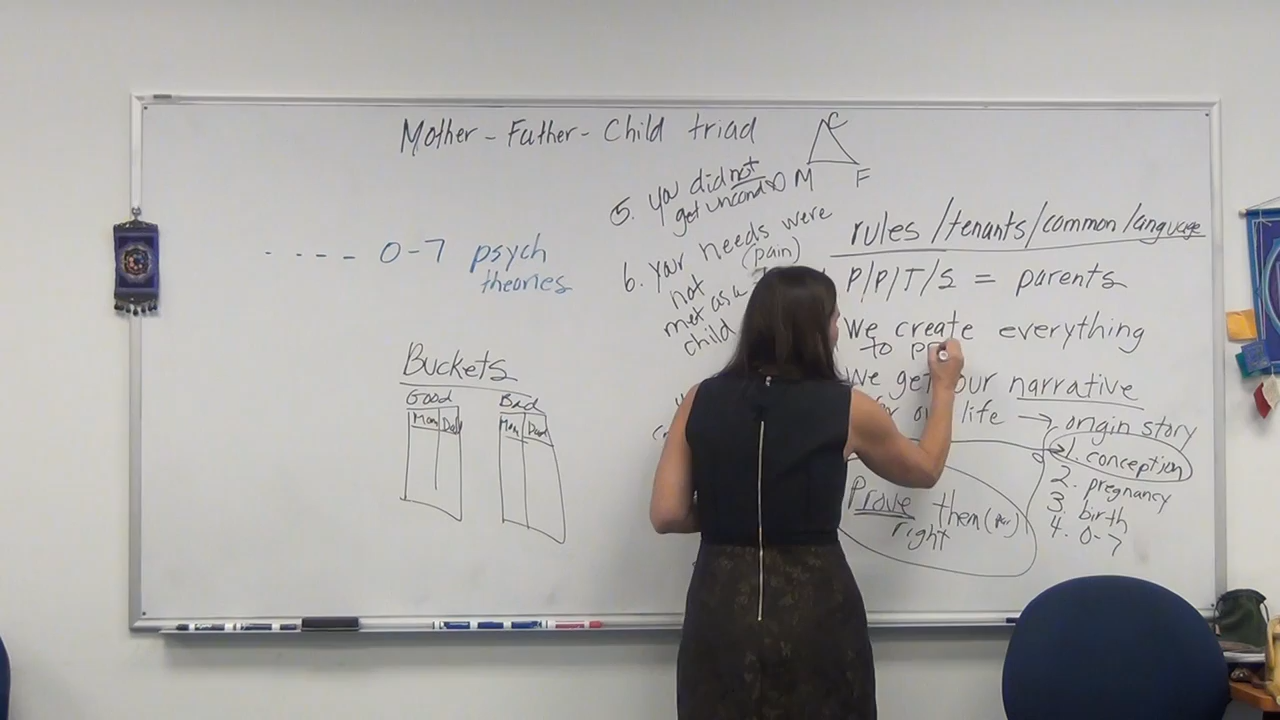 Mother - Father - Child triad
C
M F
5. you did not
get uncond
6. Your needs were
not (pain)
met as a
child
rules / tenants / common / language
P/P/T/S = parents
We create everything
to
We get our narrative
life → origin story
1. conception
2. pregnancy
3. birth
4. 0-7
Prove them
right
---- 0-7 psych
theories
Buckets
Good Bad
Mom Dad Mom Dad